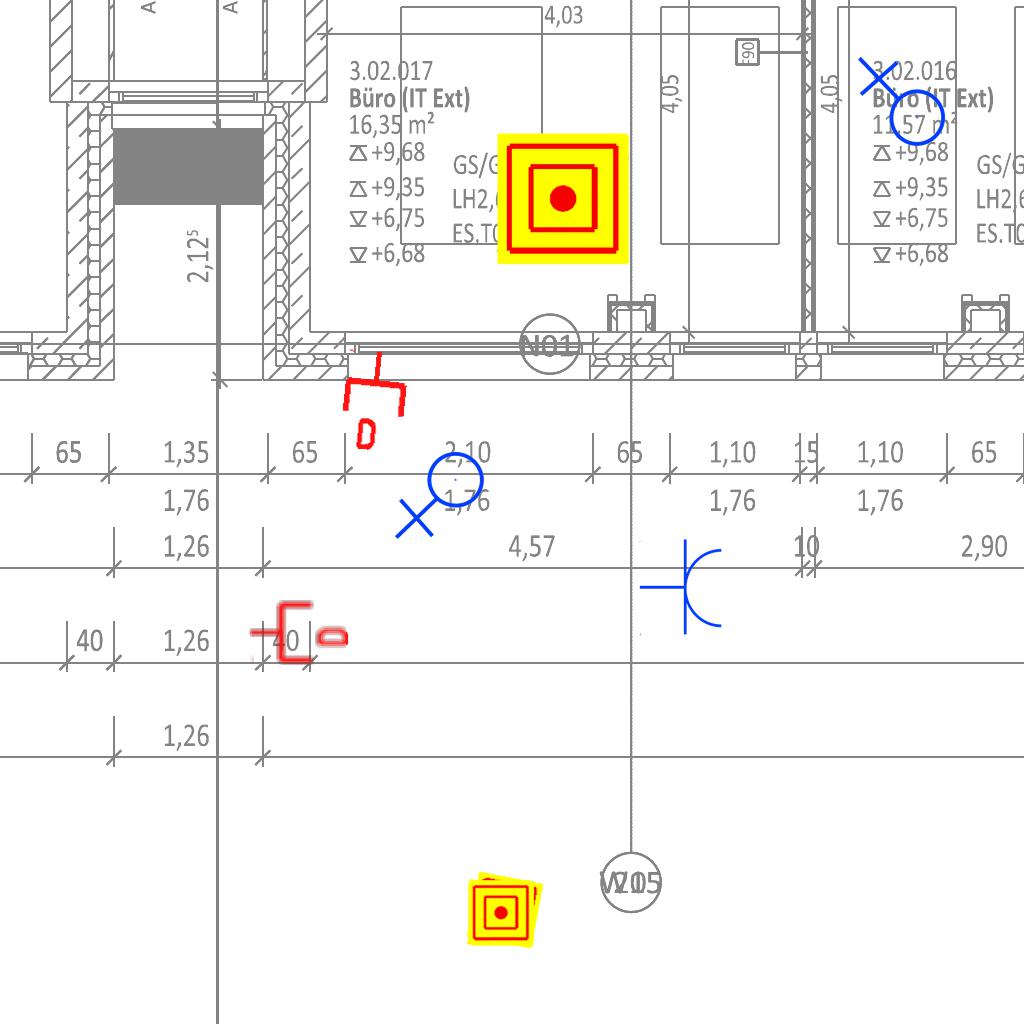 A
A
4,03
F90
4,05
4,05
3.02.017
Büro (IT Ext)
16,35 m²
+9,68
+9,35
+6,75
+6,68
GS/G
LH2,
ES.T0
3.02.016
Büro (IT Ext)
11,57 m²
+9,68
+9,35
+6,75
+6,68
GS/G
LH2,6
ES.T0
2,12⁵
N01
D
65
1,35
65
2,10
65
1,10
15
1,10
65
1,76
1,76
1,76
1,76
1,26
4,57
10
2,90
40
1,26
40
D
1,26